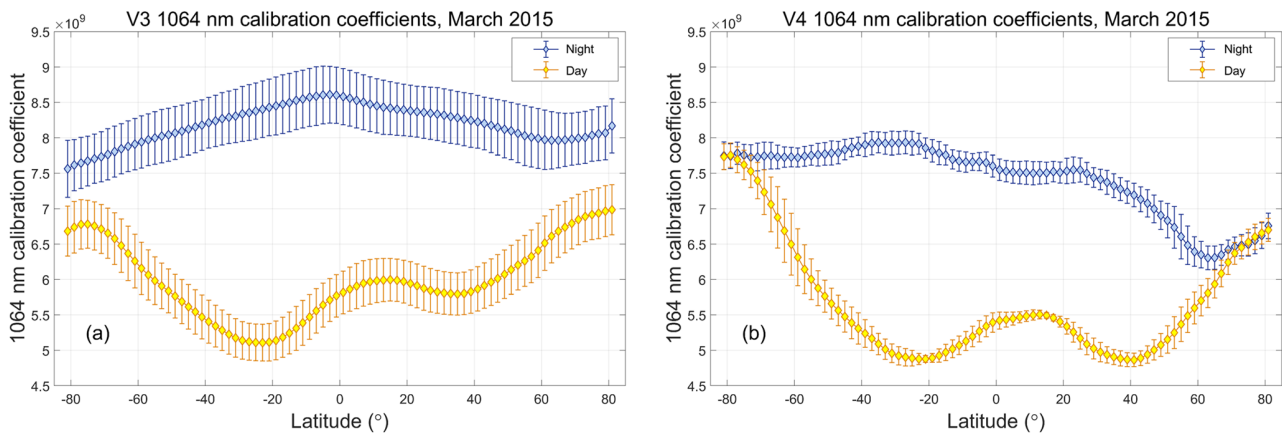 V3 1064 nm calibration coefficients, March 2015
× 10⁹
9.5
9
8.5
8
7.5
7
6.5
6
5.5
5
4.5
1064 nm calibration coefficient
Night
Day
(a)
-80 -60 -40 -20 0 20 40 60 80
Latitude (°)
V4 1064 nm calibration coefficients, March 2015
× 10⁹
9.5
9
8.5
8
7.5
7
6.5
6
5.5
5
4.5
1064 nm calibration coefficient
Night
Day
(b)
-80 -60 -40 -20 0 20 40 60 80
Latitude (°)